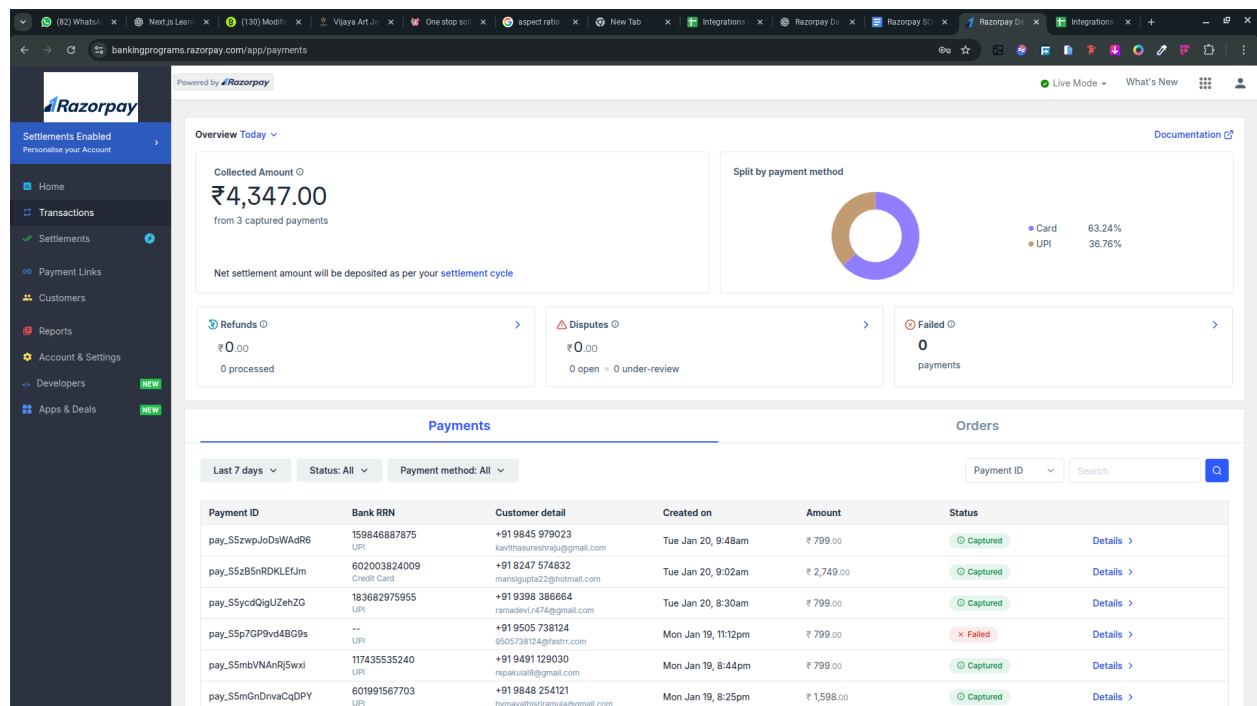 (82) WhatsA
Next.js Learn
(130) Modific
Vijaya Art Je
One stop solu
aspect ratio
New Tab
Integrations
Razorpay Da
Razorpay SO
Razorpay Da
Integrations
bankingprograms.razorpay.com/app/payments
Razorpay
Powered by Razorpay
Live Mode
What's New
Settlements Enabled
Personalise your Account
Home
Transactions
Settlements
Payment Links
Customers
Reports
Account & Settings
Developers NEW
Apps & Deals NEW
Overview Today
Documentation
Collected Amount
₹4,347.00
from 3 captured payments
Net settlement amount will be deposited as per your settlement cycle
Split by payment method
Card 63.24%
UPI 36.76%
Refunds
₹0.00
0 processed
Disputes
₹0.00
0 open 0 under-review
Failed
0
payments
Payments
Orders
Last 7 days
Status: All
Payment method: All
Payment ID
Search
Payment ID Bank RRN Customer detail Created on Amount Status
pay_S5zwpJoDsWAdR6 159846887875 +91 9845 979023 Tue Jan 20, 9:48am ₹ 799.00 Captured Details
UPI kavithasureshraju@gmail.com
pay_S5zB5nRDKLEfJm 602003824009 +91 8247 574832 Tue Jan 20, 9:02am ₹ 2,749.00 Captured Details
Credit Card mansigupta22@hotmail.com
pay_S5ycdQigUZehZG 183682975955 +91 9398 386664 Tue Jan 20, 8:30am ₹ 799.00 Captured Details
UPI ramadevi.r474@gmail.com
pay_S5p7GP9vd4BG9s -- +91 9505 738124 Mon Jan 19, 11:12pm ₹ 799.00 Failed Details
UPI 9505738124@fastrr.com
pay_S5mbVNAnRj5wxi 117435535240 +91 9491 129030 Mon Jan 19, 8:44pm ₹ 799.00 Captured Details
UPI repakulal8@gmail.com
pay_S5mGnDnvaCqDPY 601991567703 +91 9848 254121 Mon Jan 19, 8:25pm ₹ 1,598.00 Captured Details
UPI hymavathisriramula@gmail.com